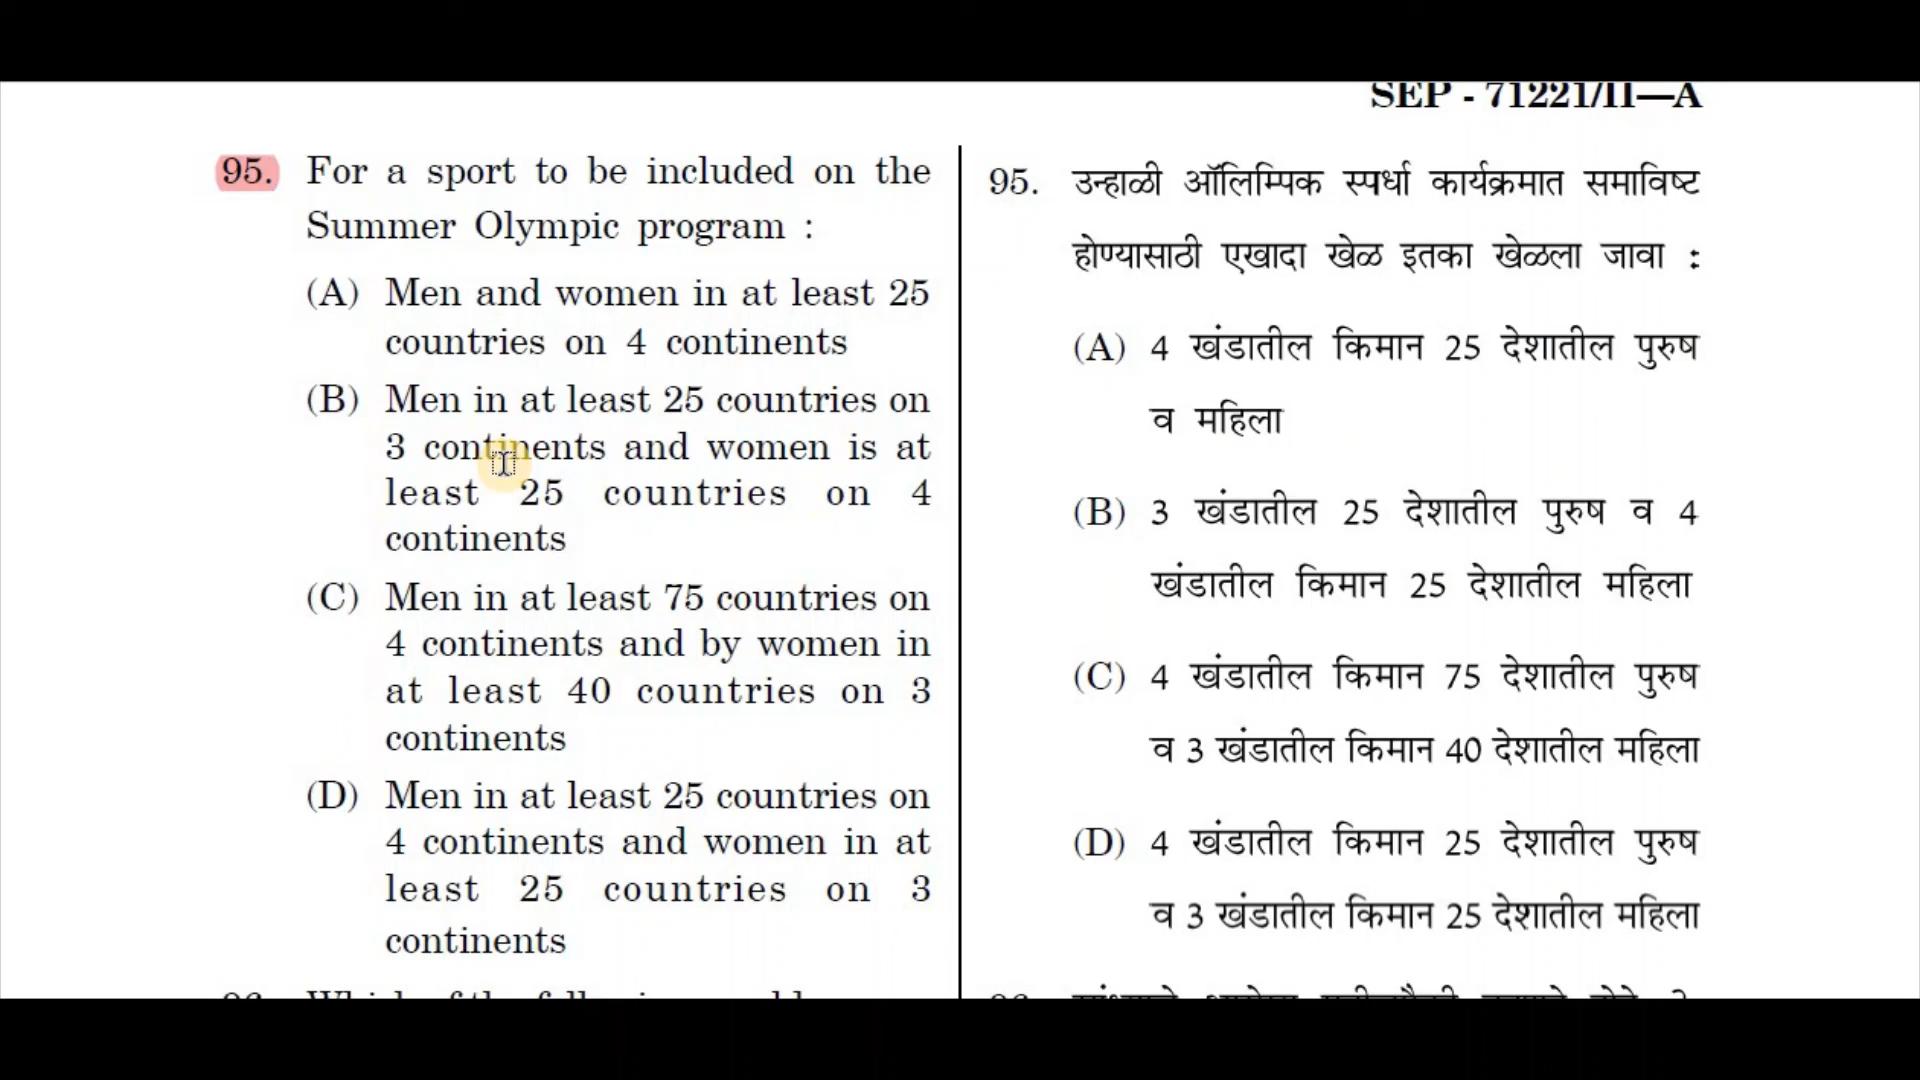 SEP - 71221/II—A
95. For a sport to be included on the
Summer Olympic program :
(A) Men and women in at least 25
countries on 4 continents
(B) Men in at least 25 countries on
3 continents and women is at
least 25 countries on 4
continents
(C) Men in at least 75 countries on
4 continents and by women in
at least 40 countries on 3
continents
(D) Men in at least 25 countries on
4 continents and women in at
least 25 countries on 3
continents
95. उन्हाळी ऑलिम्पिक स्पर्धा कार्यक्रमात समाविष्ट
होण्यासाठी एखादा खेळ इतका खेळला जावा :
(A) 4 खंडातील किमान 25 देशातील पुरुष
व महिला
(B) 3 खंडातील 25 देशातील पुरुष व 4
खंडातील किमान 25 देशातील महिला
(C) 4 खंडातील किमान 75 देशातील पुरुष
व 3 खंडातील किमान 40 देशातील महिला
(D) 4 खंडातील किमान 25 देशातील पुरुष
व 3 खंडातील किमान 25 देशातील महिला